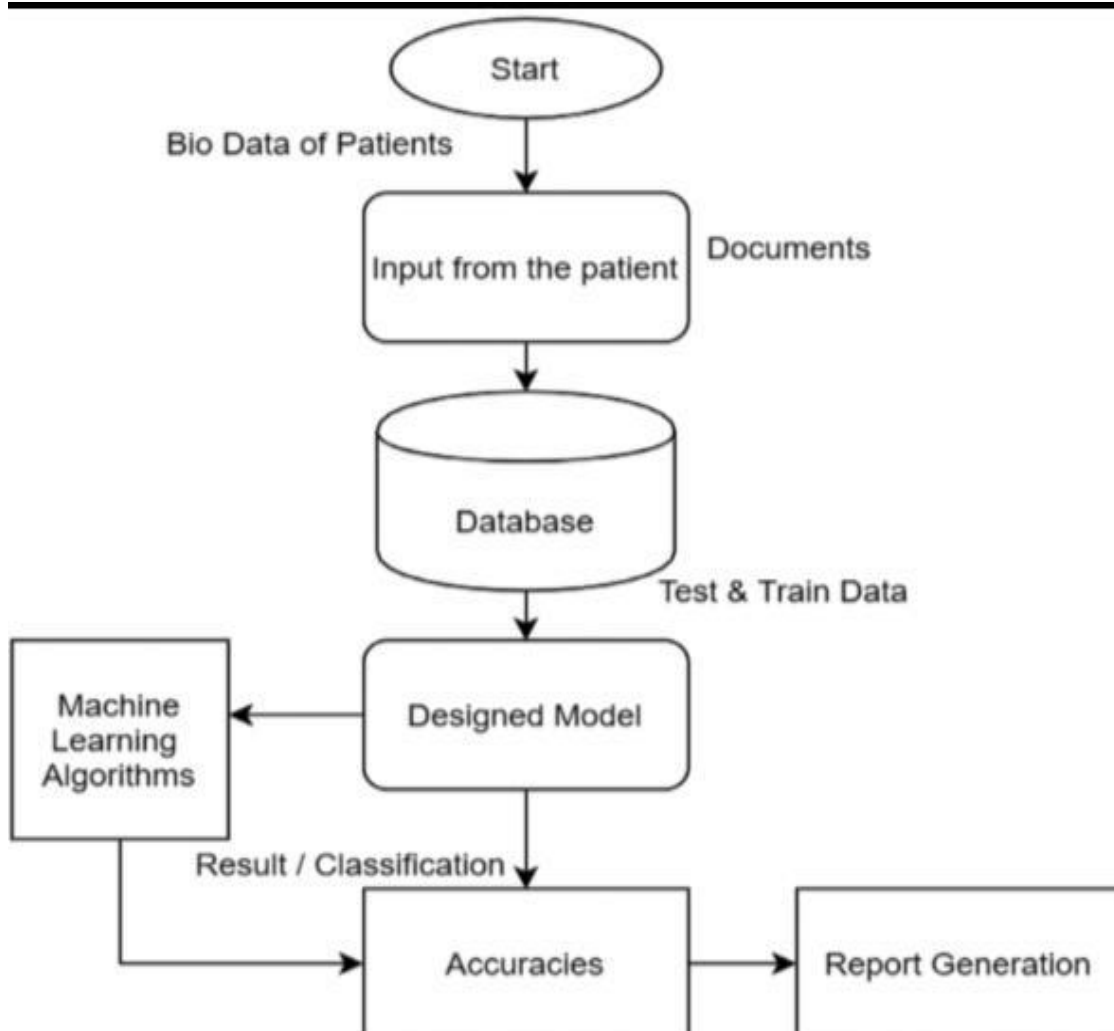 Start
Bio Data of Patients
Input from the patient
Documents
Database
Test & Train Data
Machine
Learning
Algorithms
Designed Model
Result / Classification
Accuracies
Report Generation